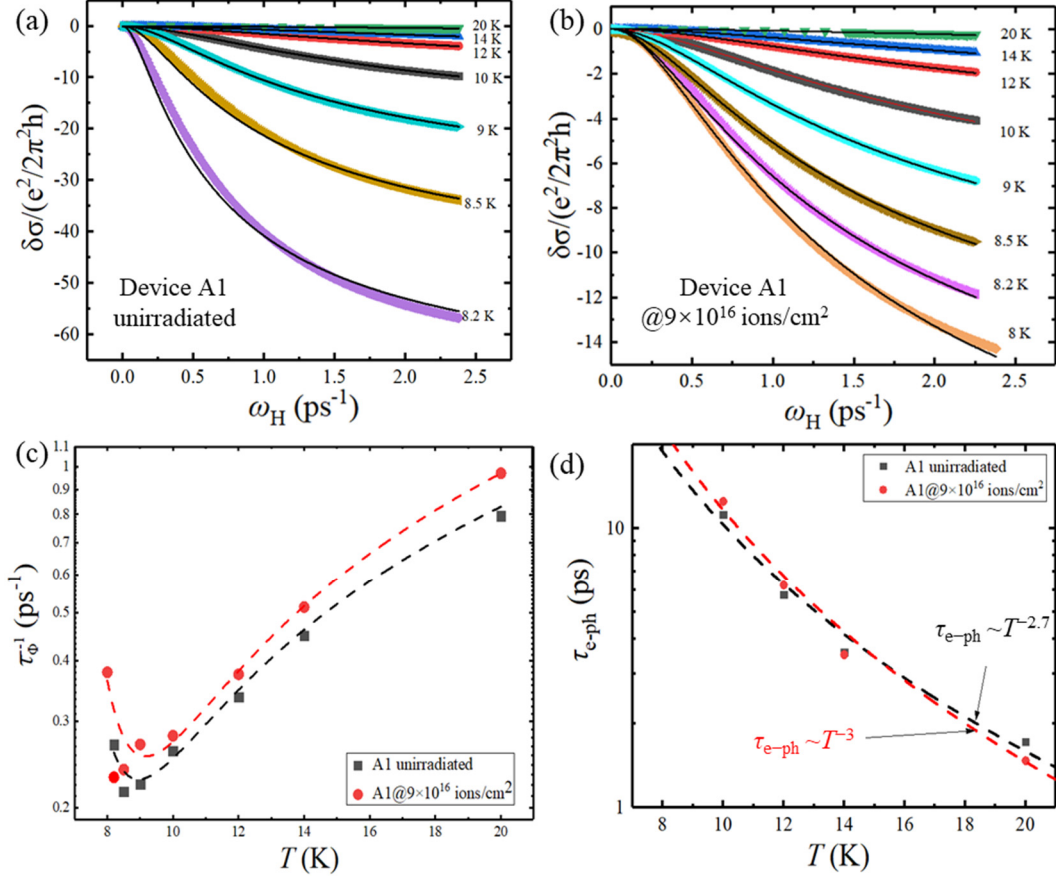 (a)
0
-10
-20
-30
-40
-50
-60
δσ/(e²/2π²h)
20 K
14 K
12 K
10 K
9 K
8.5 K
8.2 K
Device A1
unirradiated
0.0 0.5 1.0 1.5 2.0 2.5
ω_H (ps⁻¹)
(b)
0
-2
-4
-6
-8
-10
-12
-14
δσ/(e²/2π²h)
20 K
14 K
12 K
10 K
9 K
8.5 K
8.2 K
8 K
Device A1
@9×10¹⁶ ions/cm²
0.0 0.5 1.0 1.5 2.0 2.5
ω_H (ps⁻¹)
(c)
1.1
1
0.9
0.8
0.7
0.6
0.5
0.4
0.3
0.2
τ_Φ⁻¹ (ps⁻¹)
A1 unirradiated
A1@9×10¹⁶ ions/cm²
8 10 12 14 16 18 20
T (K)
(d)
10
1
τ_e-ph (ps)
A1 unirradiated
A1@9×10¹⁶ ions/cm²
τ_e–ph ~T⁻²·⁷
τ_e–ph ~T⁻³
8 10 12 14 16 18 20
T (K)